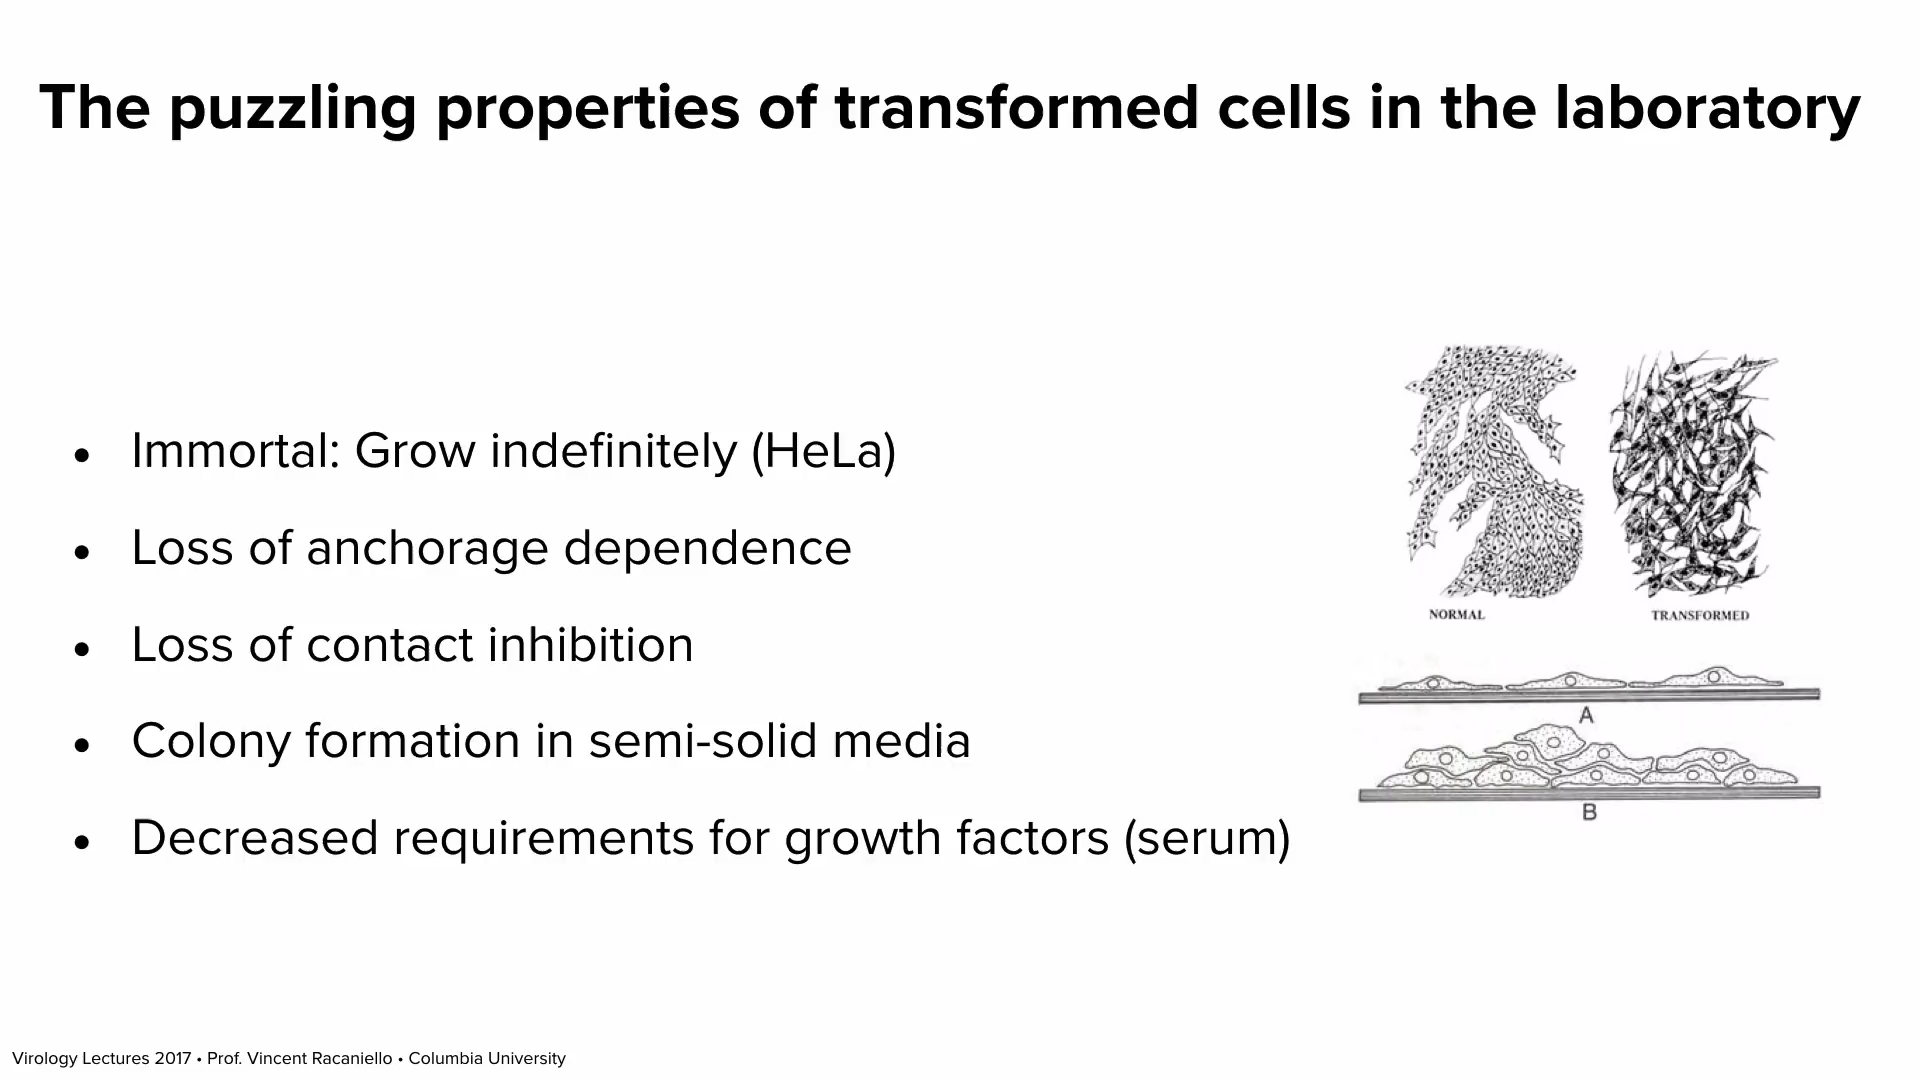 The puzzling properties of transformed cells in the laboratory
• Immortal: Grow indefinitely (HeLa)
• Loss of anchorage dependence
• Loss of contact inhibition
• Colony formation in semi-solid media
• Decreased requirements for growth factors (serum)
NORMAL
TRANSFORMED
A
B
Virology Lectures 2017 • Prof. Vincent Racaniello • Columbia University